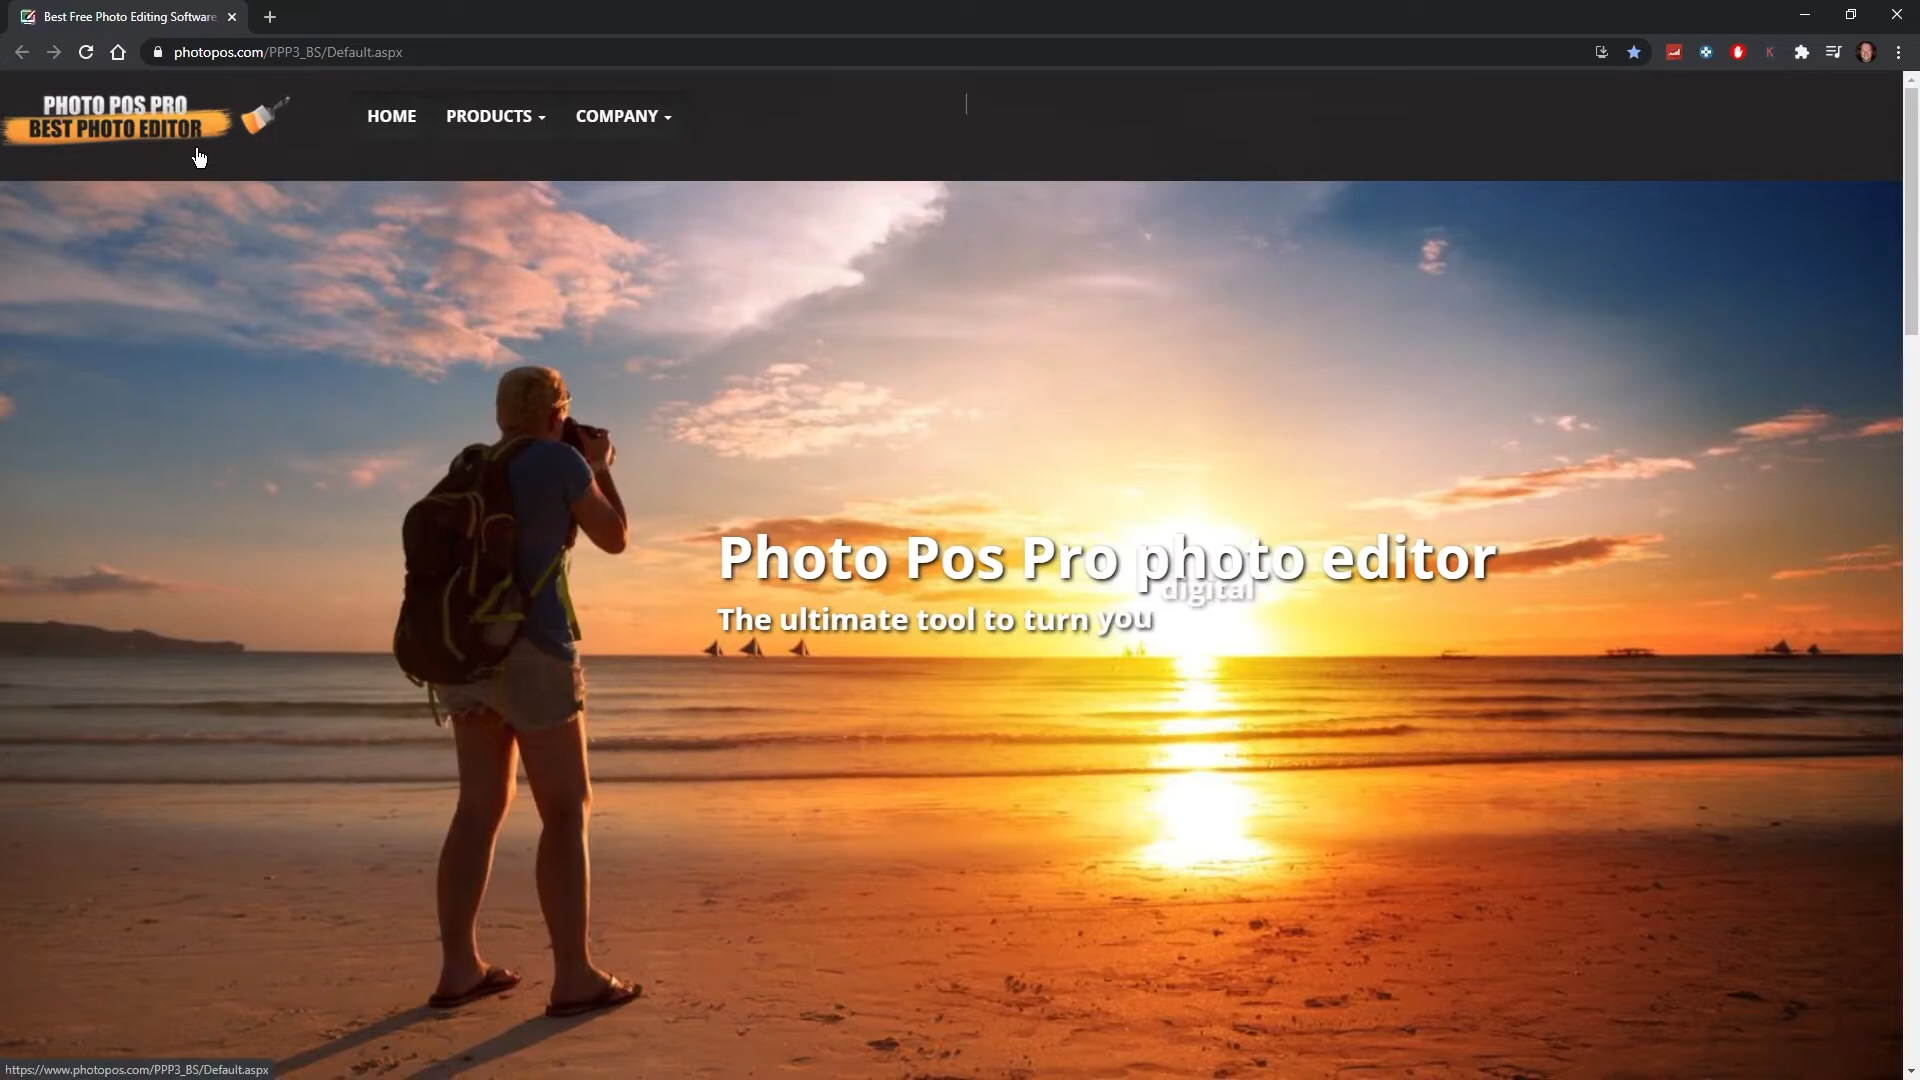 Best Free Photo Editing Software
photopos.com/PPP3_BS/Default.aspx
K
PHOTO POS PRO
BEST PHOTO EDITOR
HOME
PRODUCTS
COMPANY
Photo Pos Pro photo editor
digital
The ultimate tool to turn you
https://www.photopos.com/PPP3_BS/Default.aspx